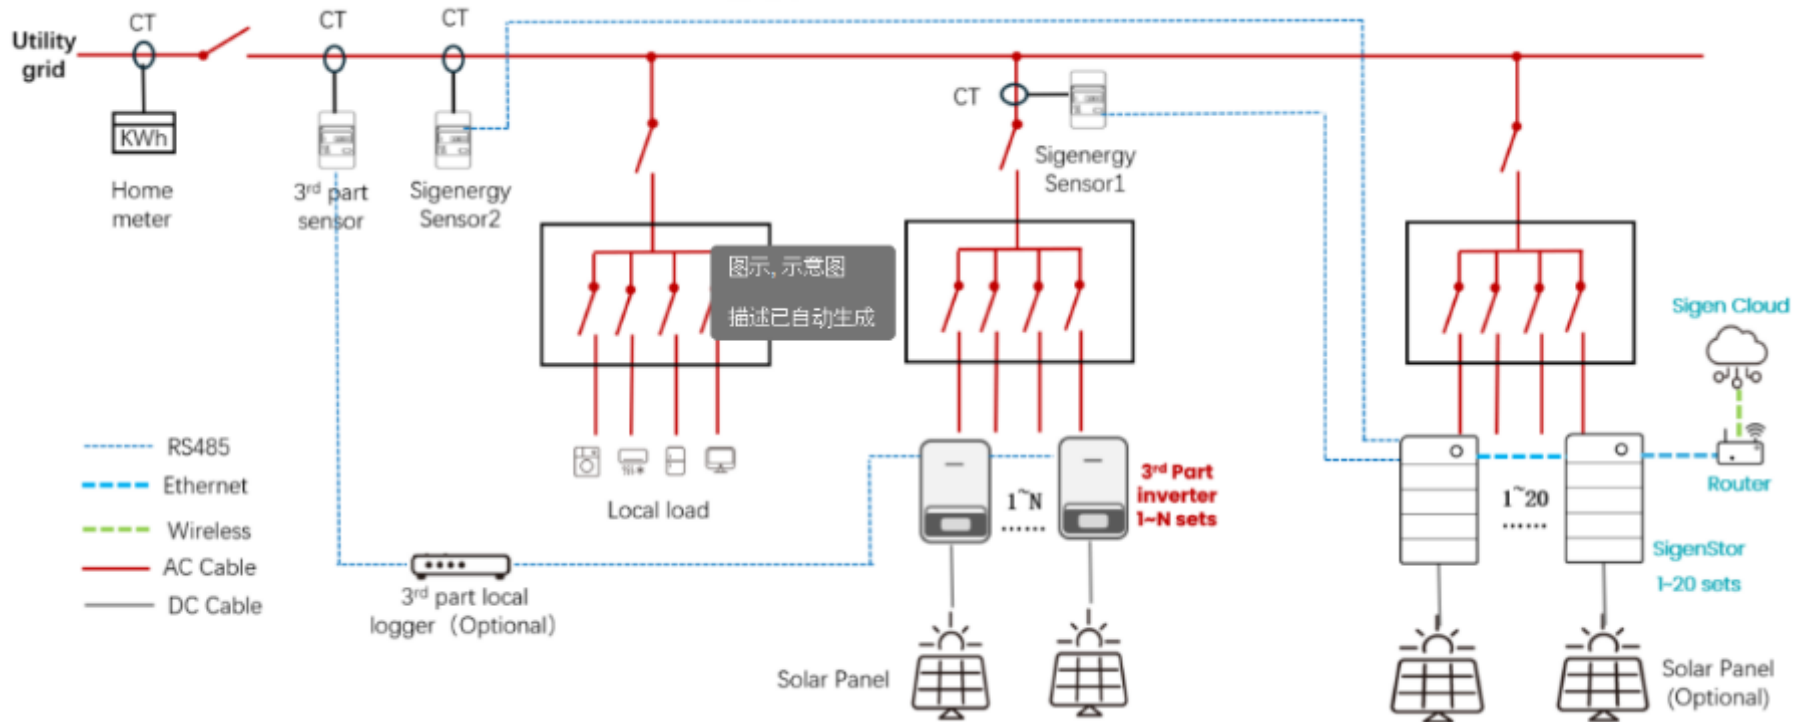 CT
CT
CT
Utility
grid
KWh
Home
meter
3rd part
sensor
Sigenergy
Sensor2
CT
Sigenergy
Sensor1
图示, 示意图
描述已自动生成
Sigen Cloud
RS485
Ethernet
Wireless
AC Cable
DC Cable
Local load
1~N
......
3rd Part
inverter
1~N sets
1~20
......
Router
SigenStor
1-20 sets
3rd part local
logger（Optional）
Solar Panel
Solar Panel
(Optional)